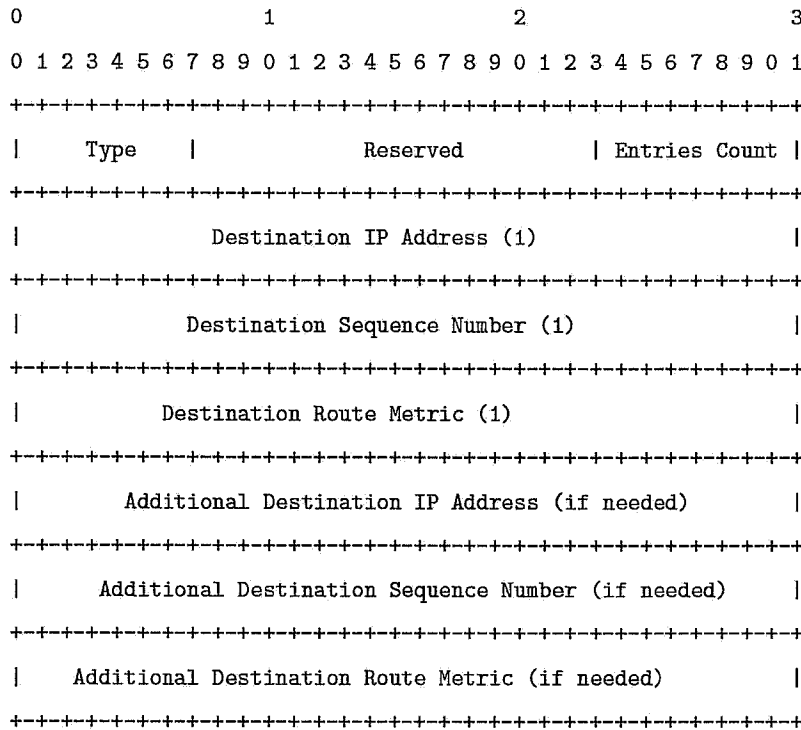 0                   1                   2                   3
0 1 2 3 4 5 6 7 8 9 0 1 2 3 4 5 6 7 8 9 0 1 2 3 4 5 6 7 8 9 0 1
+-+-+-+-+-+-+-+-+-+-+-+-+-+-+-+-+-+-+-+-+-+-+-+-+-+-+-+-+-+-+-+-+
|     Type    |             Reserved          | Entries Count |
+-+-+-+-+-+-+-+-+-+-+-+-+-+-+-+-+-+-+-+-+-+-+-+-+-+-+-+-+-+-+-+-+
|               Destination IP Address (1)                    |
+-+-+-+-+-+-+-+-+-+-+-+-+-+-+-+-+-+-+-+-+-+-+-+-+-+-+-+-+-+-+-+-+
|             Destination Sequence Number (1)                 |
+-+-+-+-+-+-+-+-+-+-+-+-+-+-+-+-+-+-+-+-+-+-+-+-+-+-+-+-+-+-+-+-+
|           Destination Route Metric (1)                      |
+-+-+-+-+-+-+-+-+-+-+-+-+-+-+-+-+-+-+-+-+-+-+-+-+-+-+-+-+-+-+-+-+
|        Additional Destination IP Address (if needed)        |
+-+-+-+-+-+-+-+-+-+-+-+-+-+-+-+-+-+-+-+-+-+-+-+-+-+-+-+-+-+-+-+-+
|      Additional Destination Sequence Number (if needed)     |
+-+-+-+-+-+-+-+-+-+-+-+-+-+-+-+-+-+-+-+-+-+-+-+-+-+-+-+-+-+-+-+-+
|    Additional Destination Route Metric (if needed)          |
+-+-+-+-+-+-+-+-+-+-+-+-+-+-+-+-+-+-+-+-+-+-+-+-+-+-+-+-+-+-+-+-+